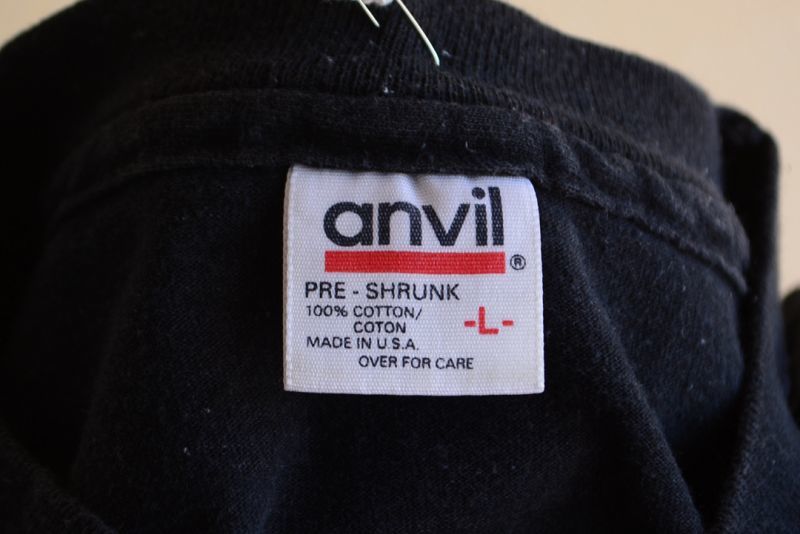 anvil
®
PRE - SHRUNK
100% COTTON/
COTON
-L-
MADE IN U.S.A.
OVER FOR CARE